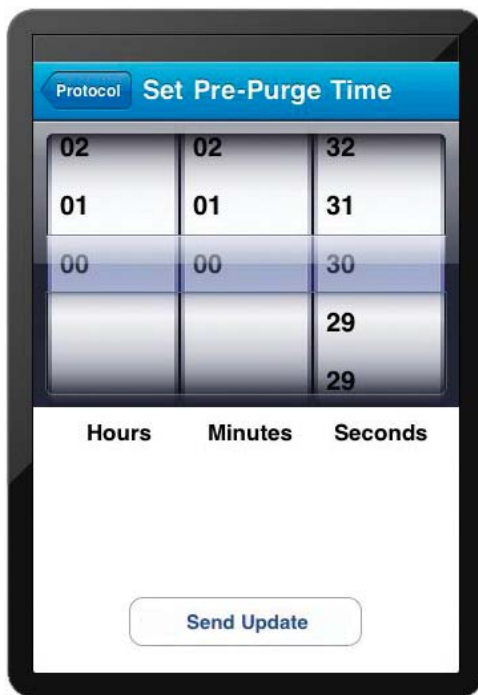 Protocol Set Pre-Purge Time
02 02 32
01 01 31
00 00 30
29
29
Hours Minutes Seconds
Send Update